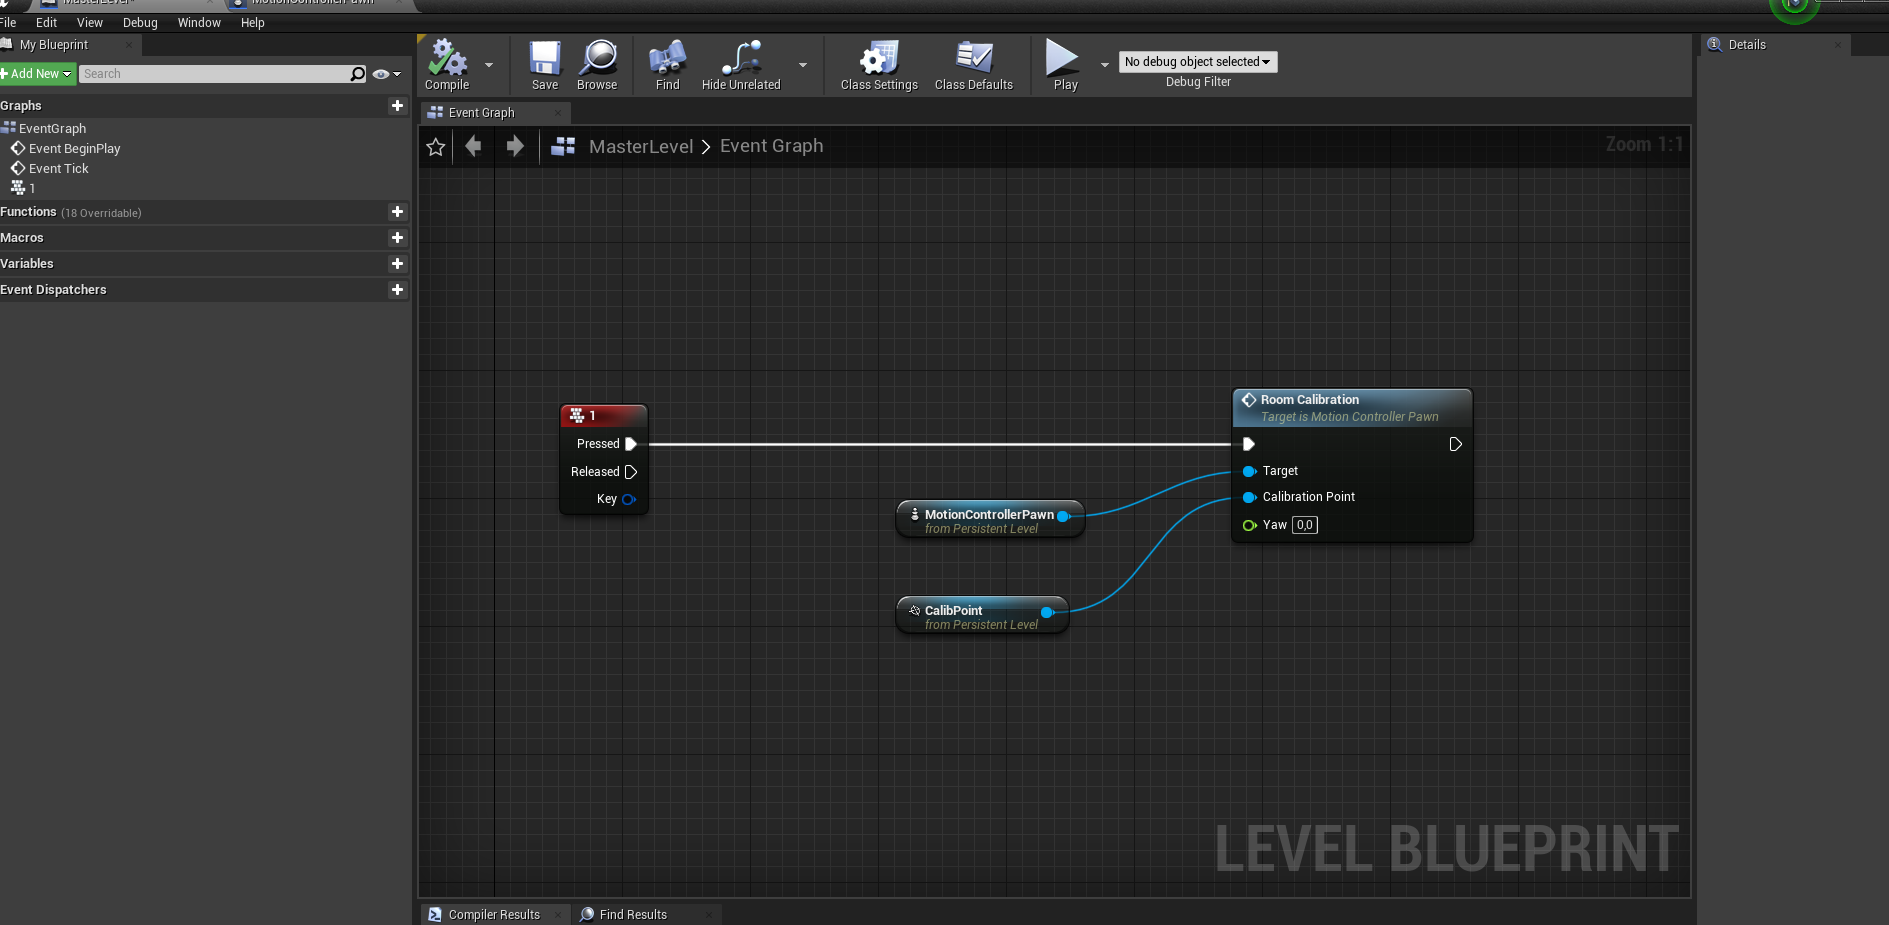 MasterLevel*
MotionControllerPawn
File Edit View Debug Window Help
My Blueprint
Add New
Search
Graphs
EventGraph
Event BeginPlay
Event Tick
1
Functions (18 Overridable)
Macros
Variables
Event Dispatchers
Compile
Save
Browse
Find
Hide Unrelated
Class Settings
Class Defaults
Play
No debug object selected
Debug Filter
Event Graph
MasterLevel > Event Graph
Zoom 1:1
1
Pressed
Released
Key
MotionControllerPawn
from Persistent Level
CalibPoint
from Persistent Level
Room Calibration
Target is Motion Controller Pawn
Target
Calibration Point
Yaw 0,0
LEVEL BLUEPRINT
Compiler Results
Find Results
Details